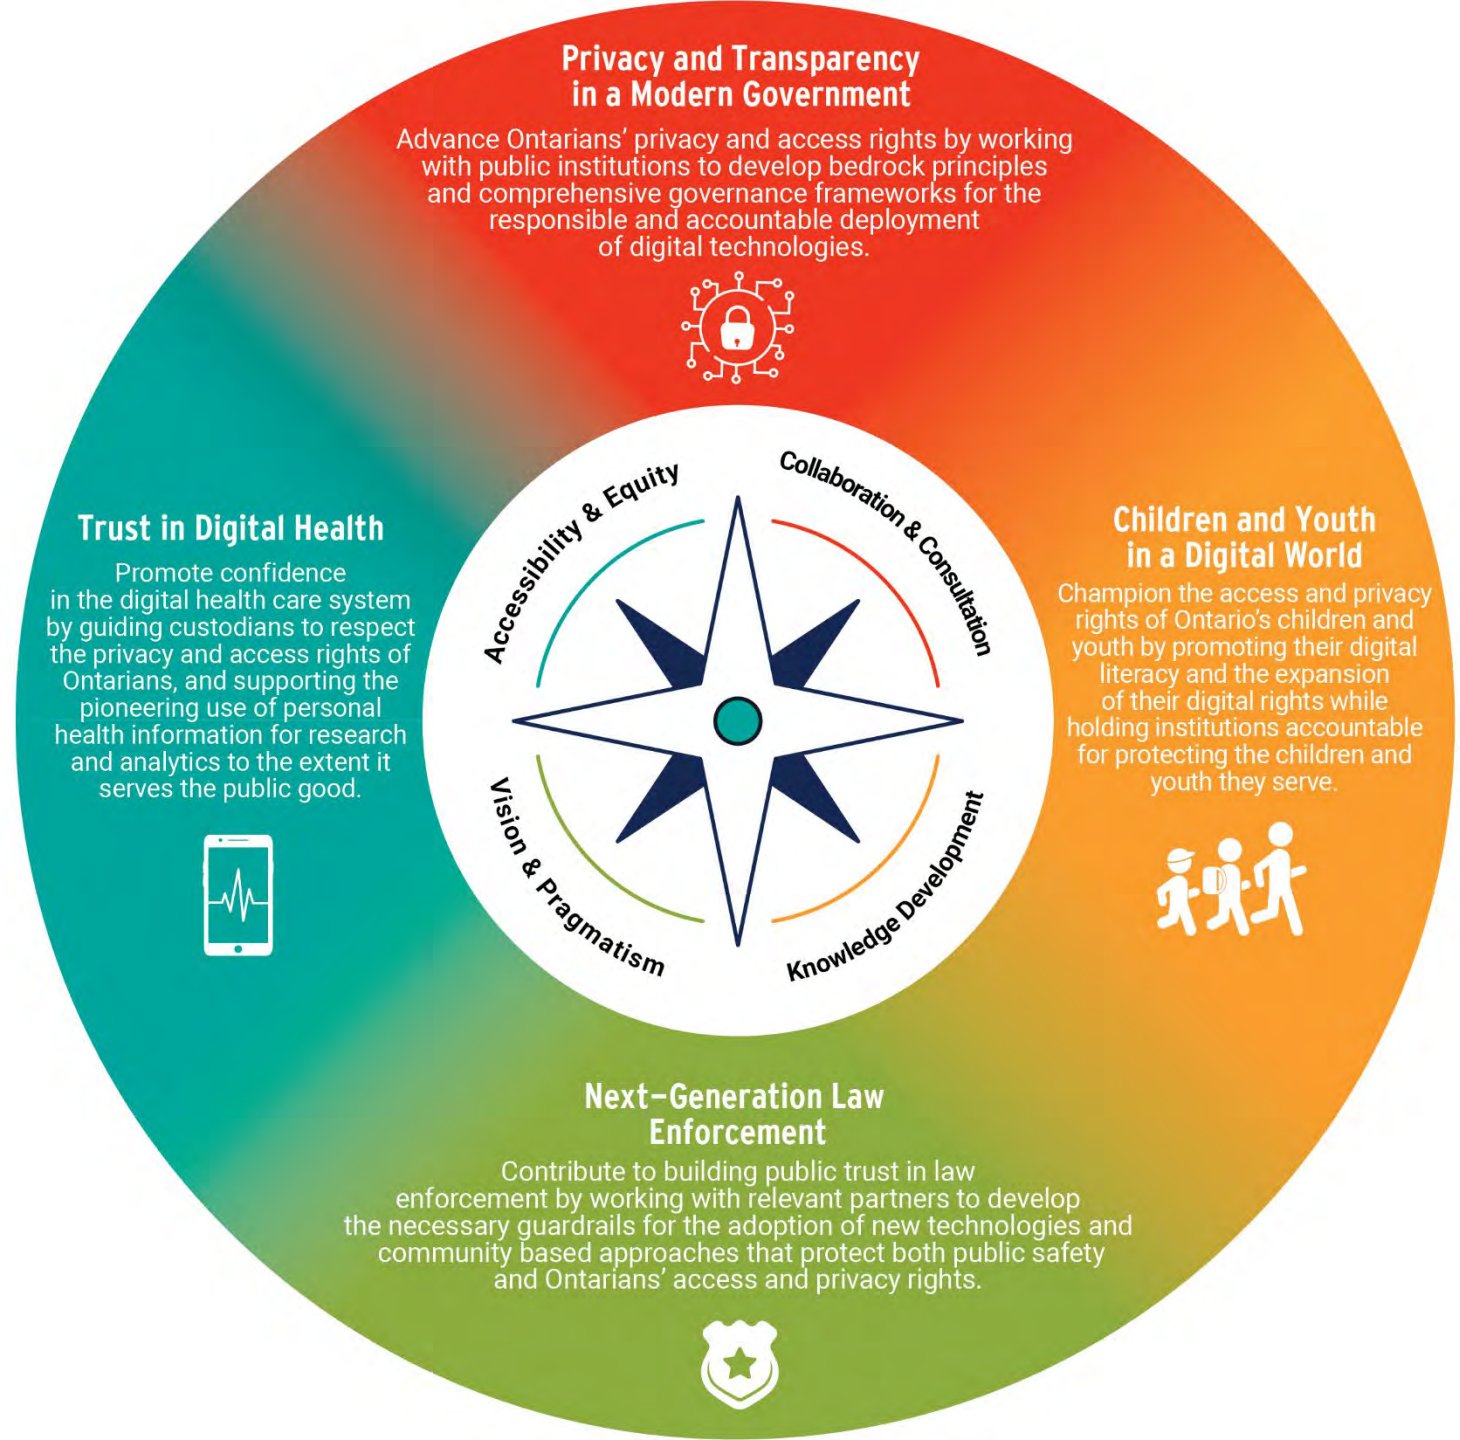 Privacy and Transparency
in a Modern Government
Advance Ontarians’ privacy and access rights by working
with public institutions to develop bedrock principles
and comprehensive governance frameworks for the
responsible and accountable deployment
of digital technologies.
Accessibility & Equity
Collaboration & Consultation
Trust in Digital Health
Promote confidence
in the digital health care system
by guiding custodians to respect
the privacy and access rights of
Ontarians, and supporting the
pioneering use of personal
health information for research
and analytics to the extent it
serves the public good.
Children and Youth
in a Digital World
Champion the access and privacy
rights of Ontario’s children and
youth by promoting their digital
literacy and the expansion
of their digital rights while
holding institutions accountable
for protecting the children and
youth they serve.
Vision & Pragmatism
Knowledge Development
Next–Generation Law
Enforcement
Contribute to building public trust in law
enforcement by working with relevant partners to develop
the necessary guardrails for the adoption of new technologies and
community based approaches that protect both public safety
and Ontarians’ access and privacy rights.